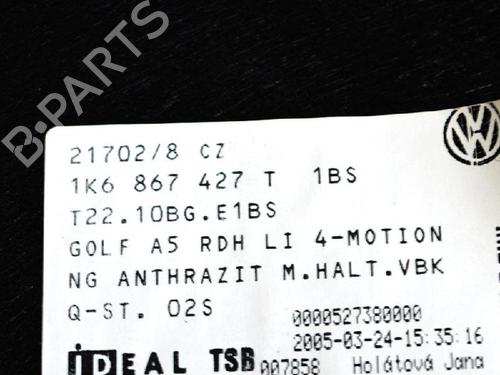 B-PARTS
21702/8 CZ
1K6 867 427 T 1BS
T22.10BG.E1BS
GOLF A5 RDH LI 4-MOTION
NG ANTHRAZIT M.HALT.VBK
Q-ST. 02S
0000527380000
2005-03-24-15:35:16
iDEAL TSB 007858 Holátová Jana